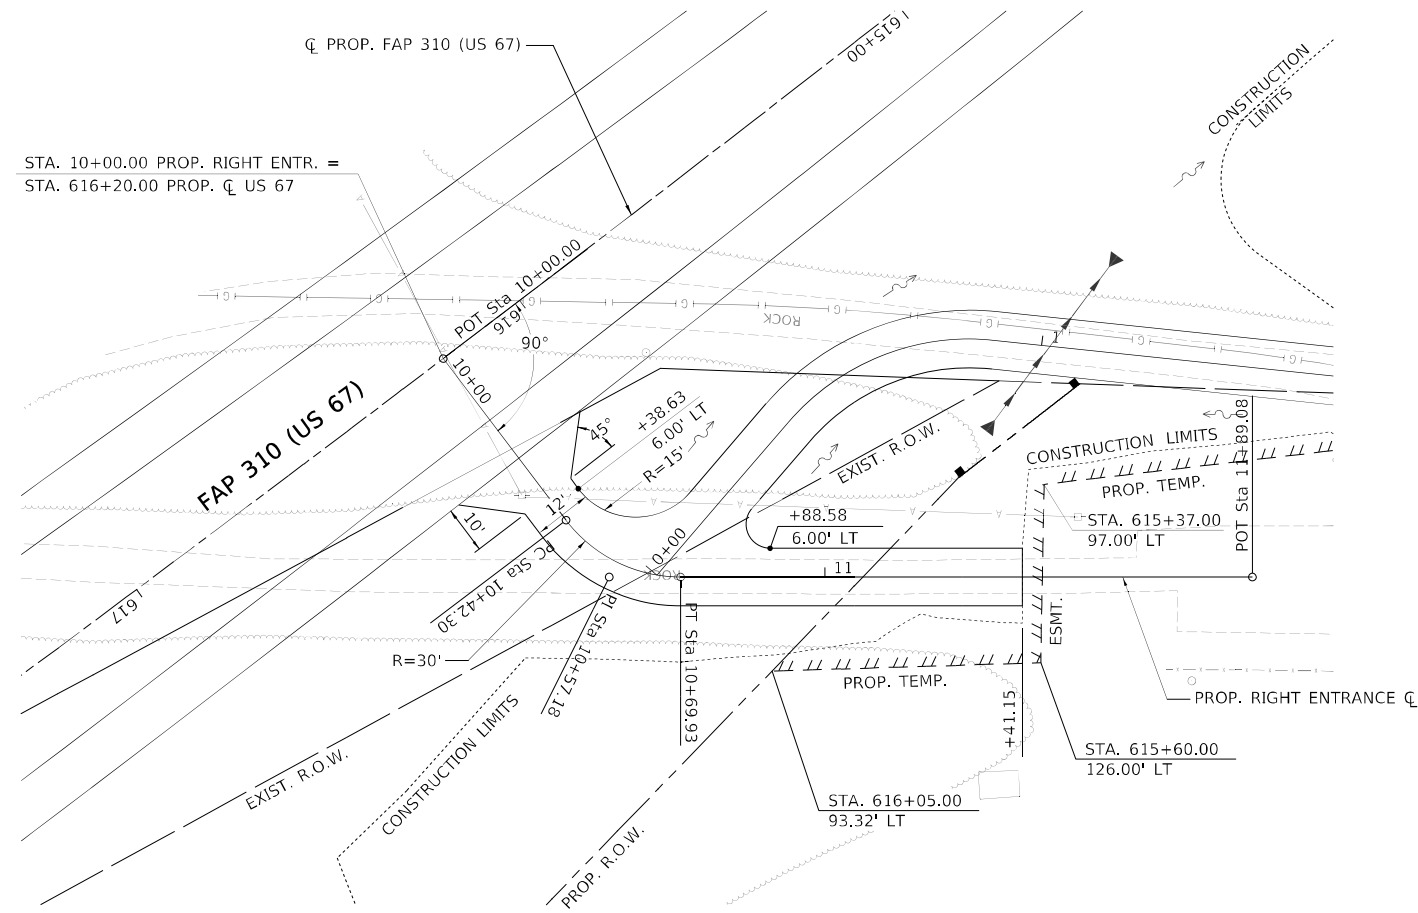 ℄ PROP. FAP 310 (US 67)
615+00
CONSTRUCTION
LIMITS
STA. 10+00.00 PROP. RIGHT ENTR. =
STA. 616+20.00 PROP. ℄ US 67
POT Sta 10+00.00
616
90°
10+00
G
G
G
G
G
G
G
G
ROCK
1
FAP 310 (US 67)
45°
+38.63
6.00' LT
R=15'
EXIST. R.O.W.
CONSTRUCTION LIMITS
PROP. TEMP.
POT Sta 11+89.08
12'
10'
A
A
A
A
A
A
+88.58
6.00' LT
STA. 615+37.00
97.00' LT
PC Sta 10+42.30
10+00
ROCK
11
617
R=30'
PI Sta 10+57.18
PT Sta 10+69.93
ESMT.
PROP. TEMP.
PROP. RIGHT ENTRANCE ℄
+41.15
STA. 615+60.00
126.00' LT
EXIST. R.O.W.
CONSTRUCTION LIMITS
STA. 616+05.00
93.32' LT
PROP. R.O.W.